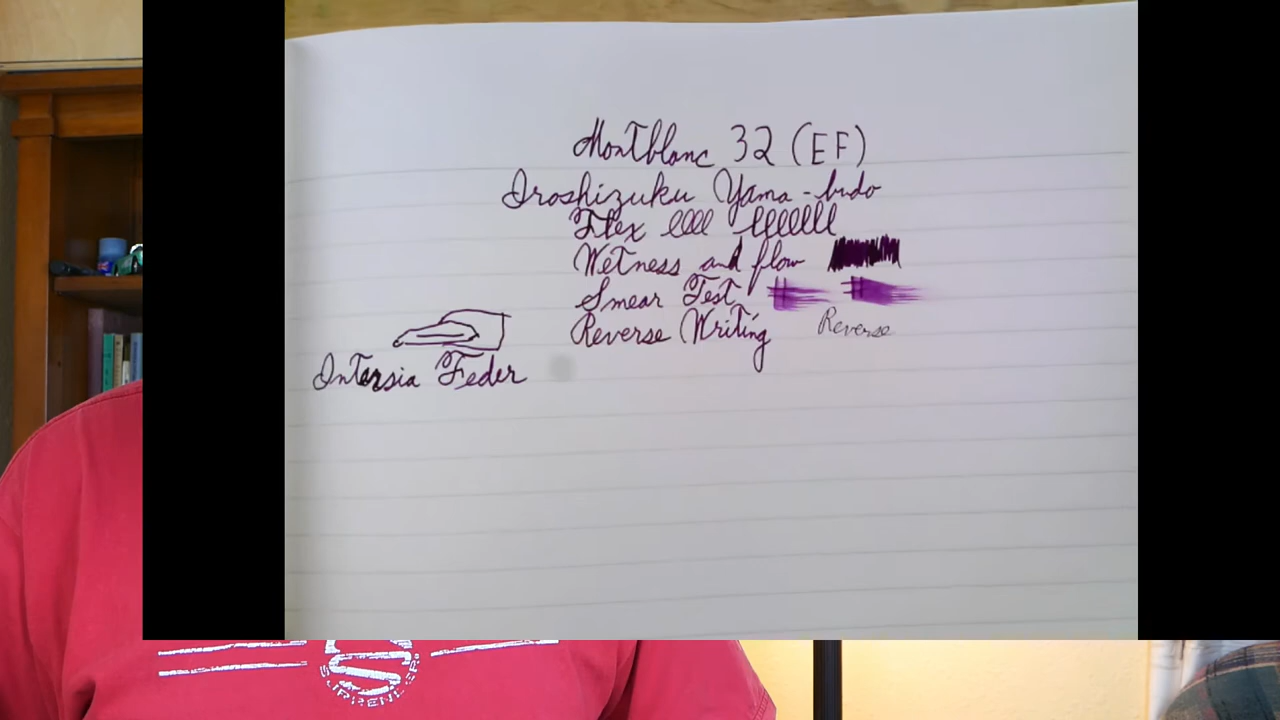 Montblanc 32 (EF)
Iroshizuku Yama-budo
Flex
Wetness and flow
Smear Test
Reverse Writing Reverse
Intarsia Feder